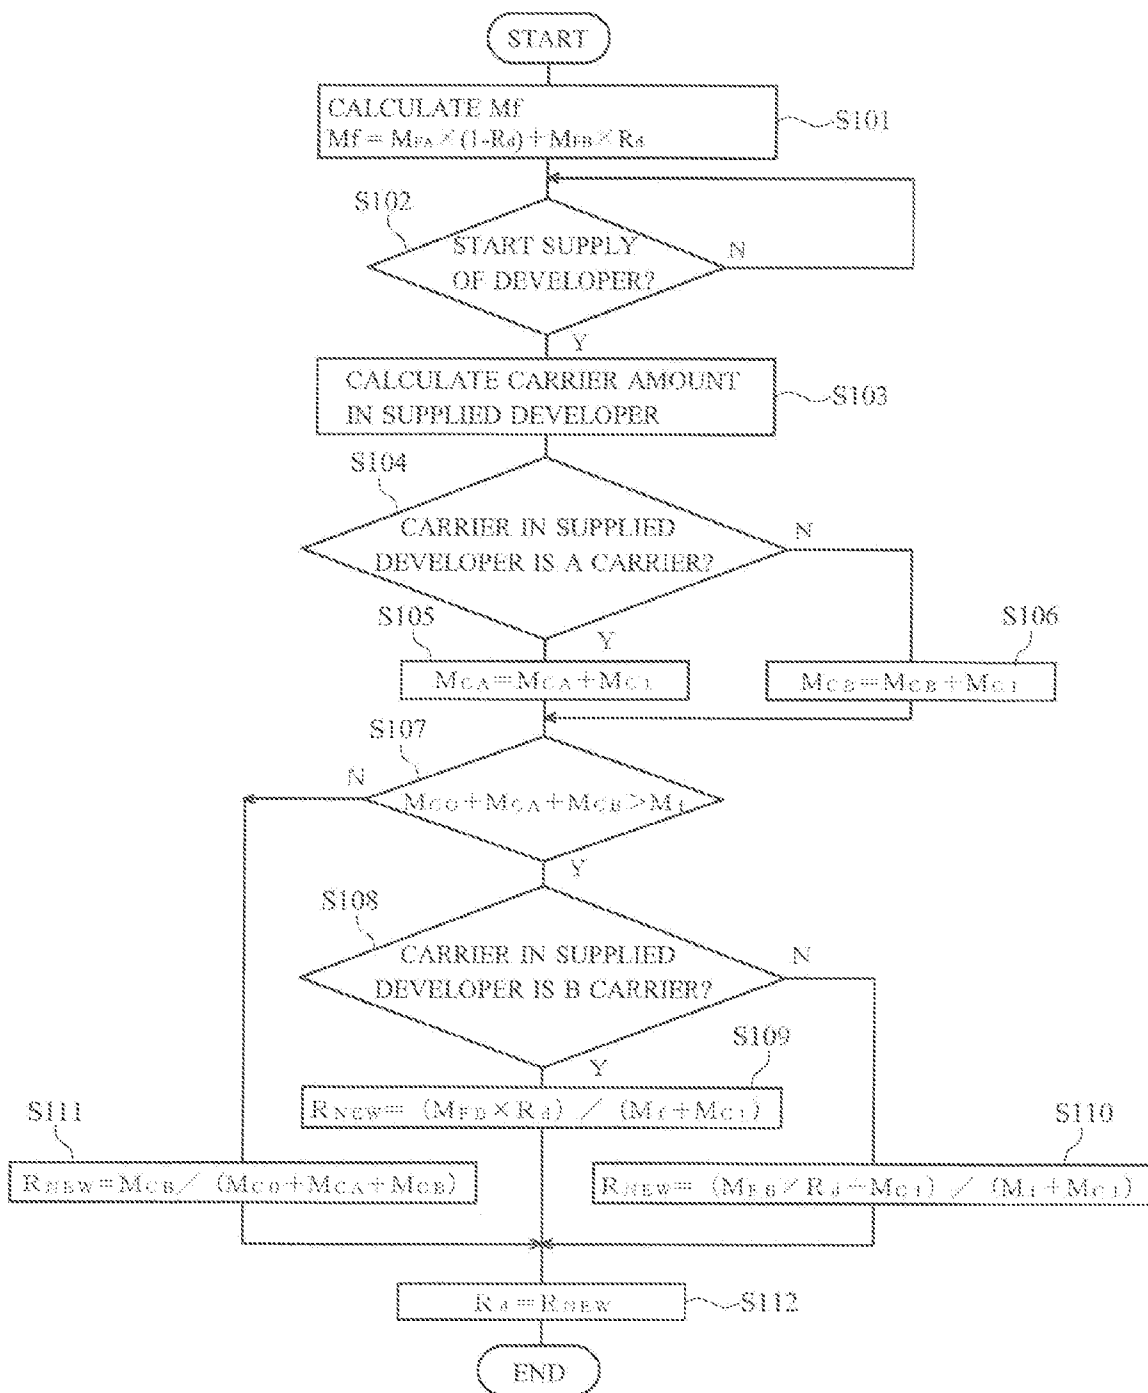 START
CALCULATE Mf
Mf = MFA × (1-Rd) + MFB × Rd
S101
S102
START SUPPLY
OF DEVELOPER?
N
Y
CALCULATE CARRIER AMOUNT
IN SUPPLIED DEVELOPER
S103
S104
CARRIER IN SUPPLIED
DEVELOPER IS A CARRIER?
N
Y
S105
MCA=MCA+MC1
S106
MCB=MCB+MC1
S107
N
MC0+MCA+MCB>Mf
Y
S108
CARRIER IN SUPPLIED
DEVELOPER IS B CARRIER?
N
Y
S109
RNEW= (MFB×Rd) / (Mf+MC1)
S111
RNEW=MCB/ (MC0+MCA+MCB)
S110
RNEW= (MFB×Rd-MC1) / (Mf+MC1)
Rd=RNEW
S112
END